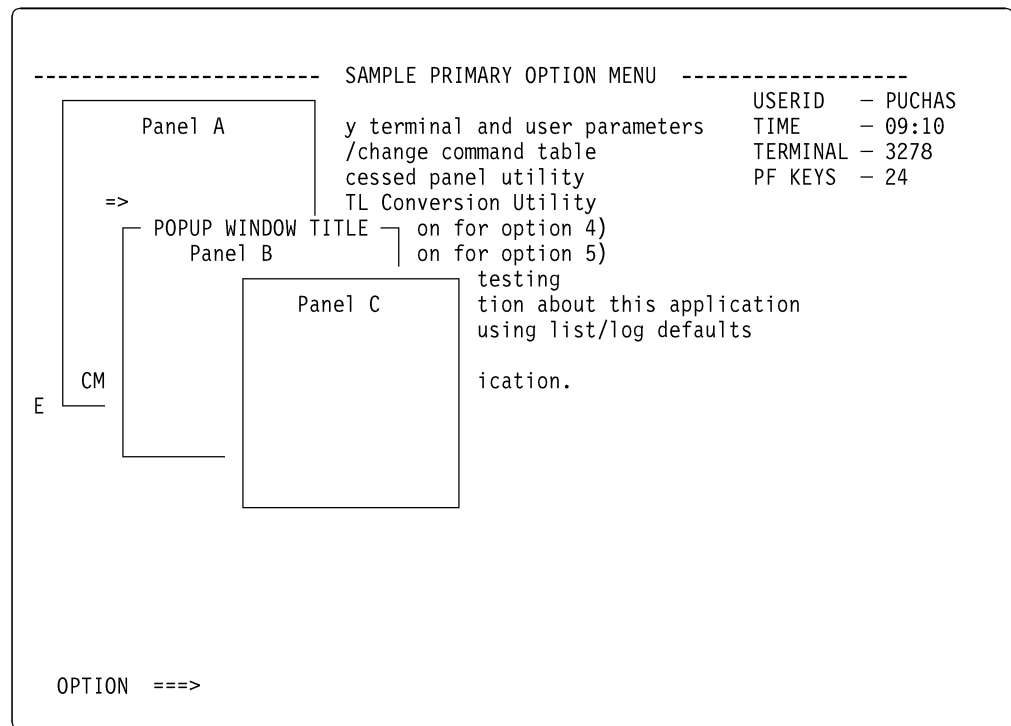 ------------------------ SAMPLE PRIMARY OPTION MENU -------------------
USERID – PUCHAS
Panel A y terminal and user parameters TIME – 09:10
/change command table TERMINAL – 3278
cessed panel utility PF KEYS – 24
=> TL Conversion Utility
POPUP WINDOW TITLE on for option 4)
Panel B on for option 5)
testing
Panel C tion about this application
using list/log defaults
CM ication.
E
OPTION ===>